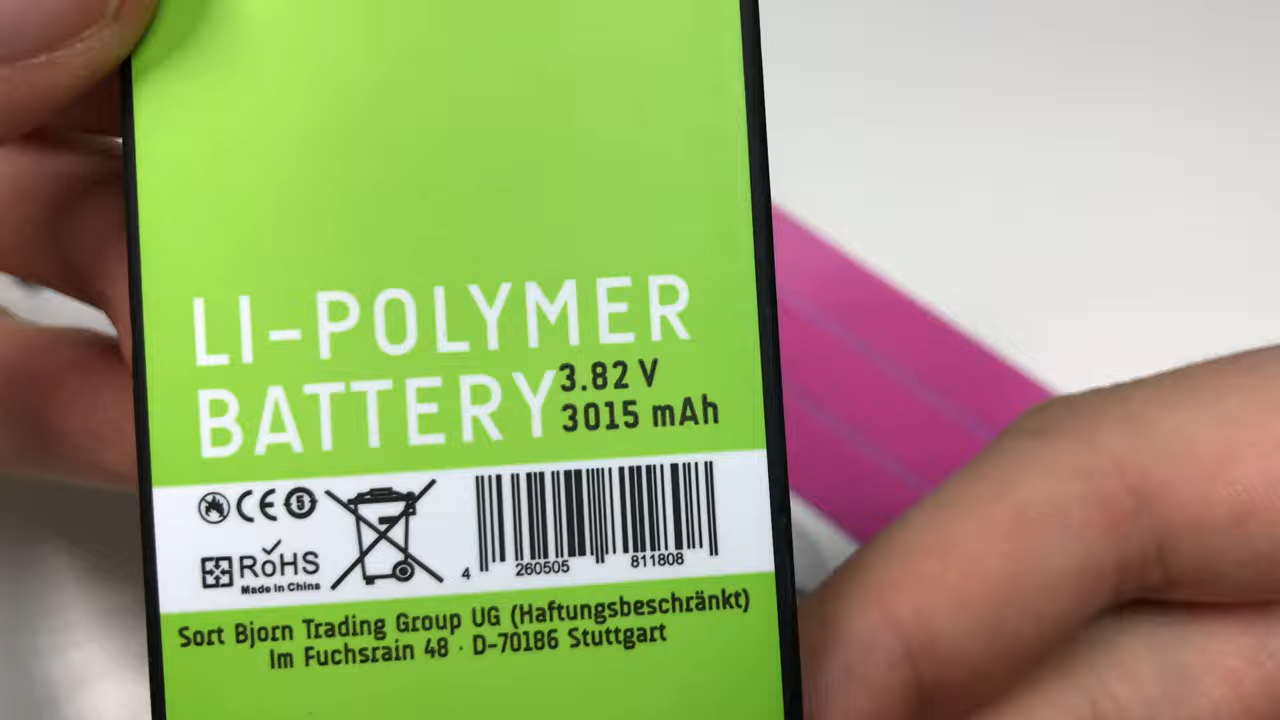 LI-POLYMER
BATTERY
3.82 V
3015 mAh
CE 5
RoHS
Made in China
4 260505 811808
Sort Bjorn Trading Group UG (Haftungsbeschränkt)
Im Fuchsrain 48 · D-70186 Stuttgart